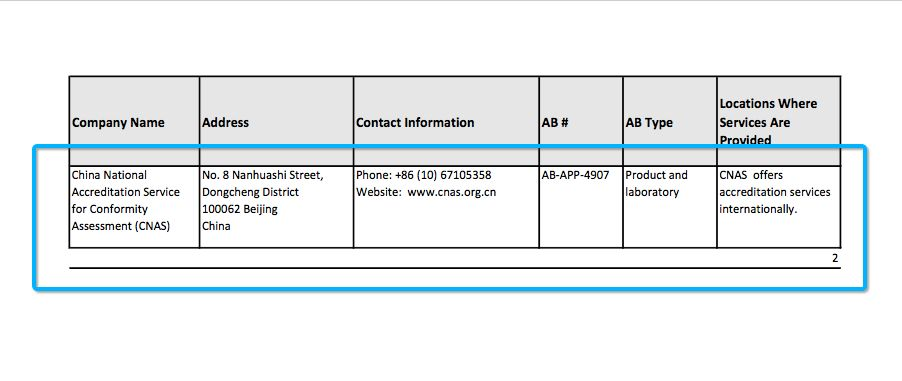 Company Name
Address
Contact Information
AB #
AB Type
Locations Where
Services Are
Provided
China National
Accreditation Service
for Conformity
Assessment (CNAS)
No. 8 Nanhuashi Street,
Dongcheng District
100062 Beijing
China
Phone: +86 (10) 67105358
Website: www.cnas.org.cn
AB-APP-4907
Product and
laboratory
CNAS offers
accreditation services
internationally.
2